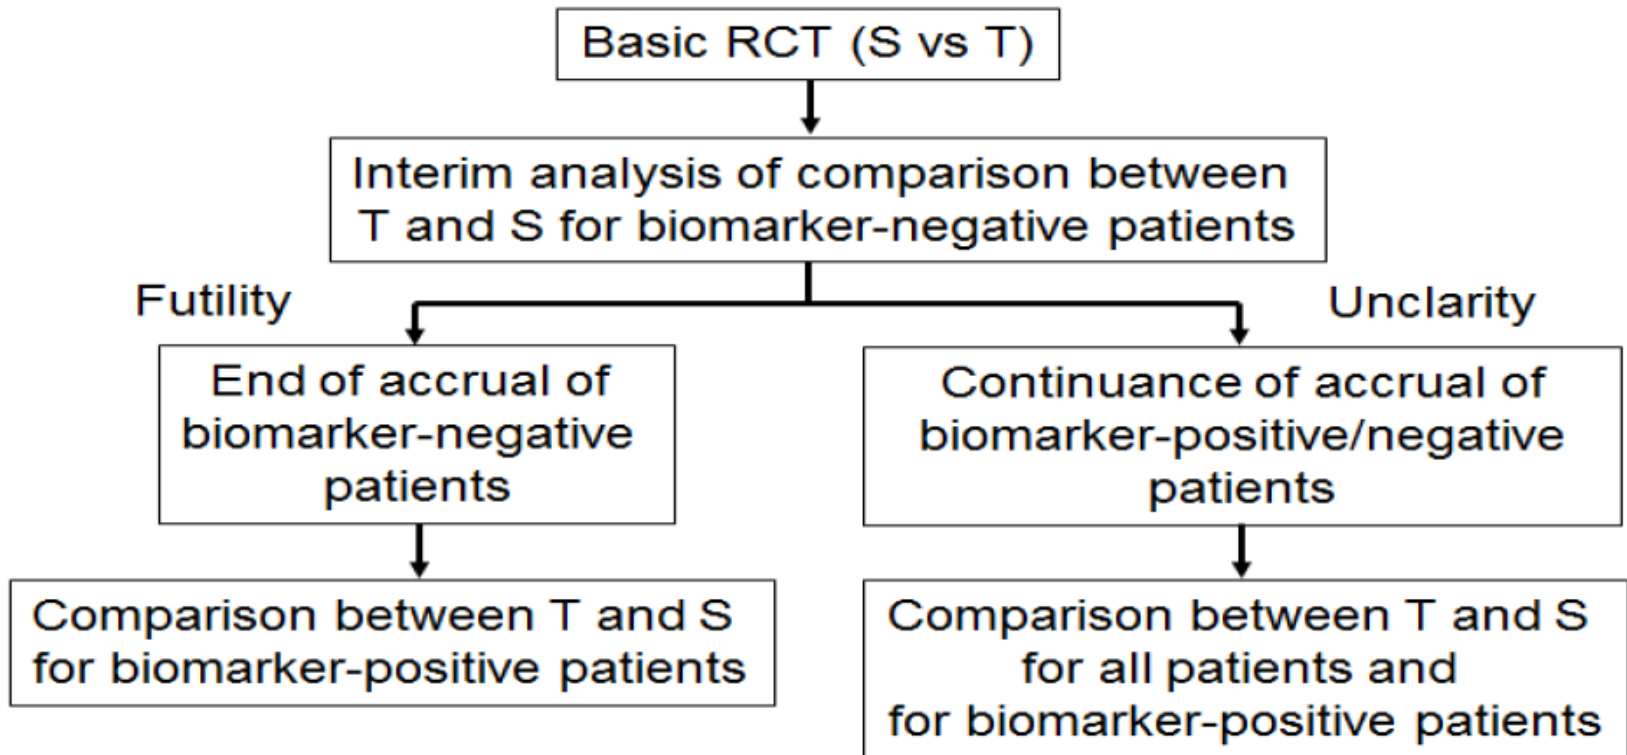 Basic RCT (S vs T)
Interim analysis of comparison between
T and S for biomarker-negative patients
Futility
Unclarity
End of accrual of
biomarker-negative
patients
Continuance of accrual of
biomarker-positive/negative
patients
Comparison between T and S
for biomarker-positive patients
Comparison between T and S
for all patients and
for biomarker-positive patients